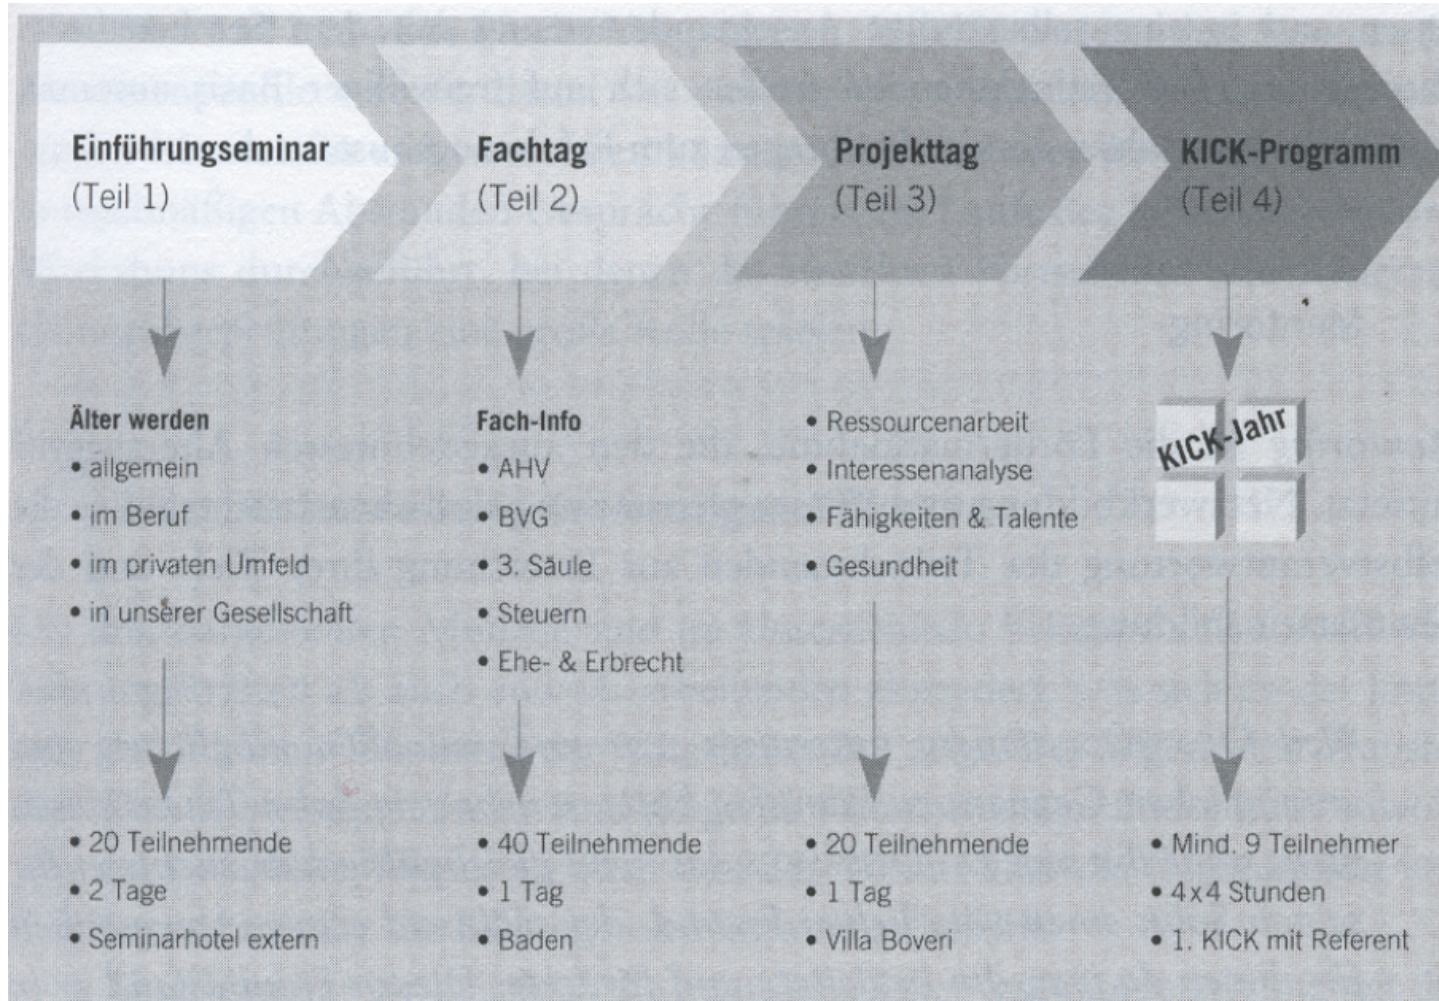 Einführungseminar
(Teil 1)
Fachtag
(Teil 2)
Projekttag
(Teil 3)
KICK-Programm
(Teil 4)
Älter werden
• allgemein
• im Beruf
• im privaten Umfeld
• in unserer Gesellschaft
Fach-Info
• AHV
• BVG
• 3. Säule
• Steuern
• Ehe- & Erbrecht
• Ressourcenarbeit
• Interessenanalyse
• Fähigkeiten & Talente
• Gesundheit
KICK-Jahr
• 20 Teilnehmende
• 2 Tage
• Seminarhotel extern
• 40 Teilnehmende
• 1 Tag
• Baden
• 20 Teilnehmende
• 1 Tag
• Villa Boveri
• Mind. 9 Teilnehmer
• 4x4 Stunden
• 1. KICK mit Referent